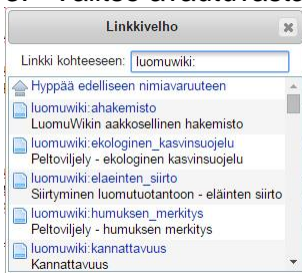 Linkkivelho
Linkki kohteeseen: luomuwiki:
Hyppää edelliseen nimiavaruuteen
luomuwiki:ahakemisto
LuomuWikin aakkosellinen hakemisto
luomuwiki:ekologinen_kasvinsuojelu
Peltoviljely - ekologinen kasvinsuojelu
luomuwiki:elaeinten_siirto
Siirtyminen luomutuotantoon - eläinten siirto
luomuwiki:humuksen_merkitys
Peltoviljely - humuksen merkitys
luomuwiki:kannattavuus
Kannattavuus